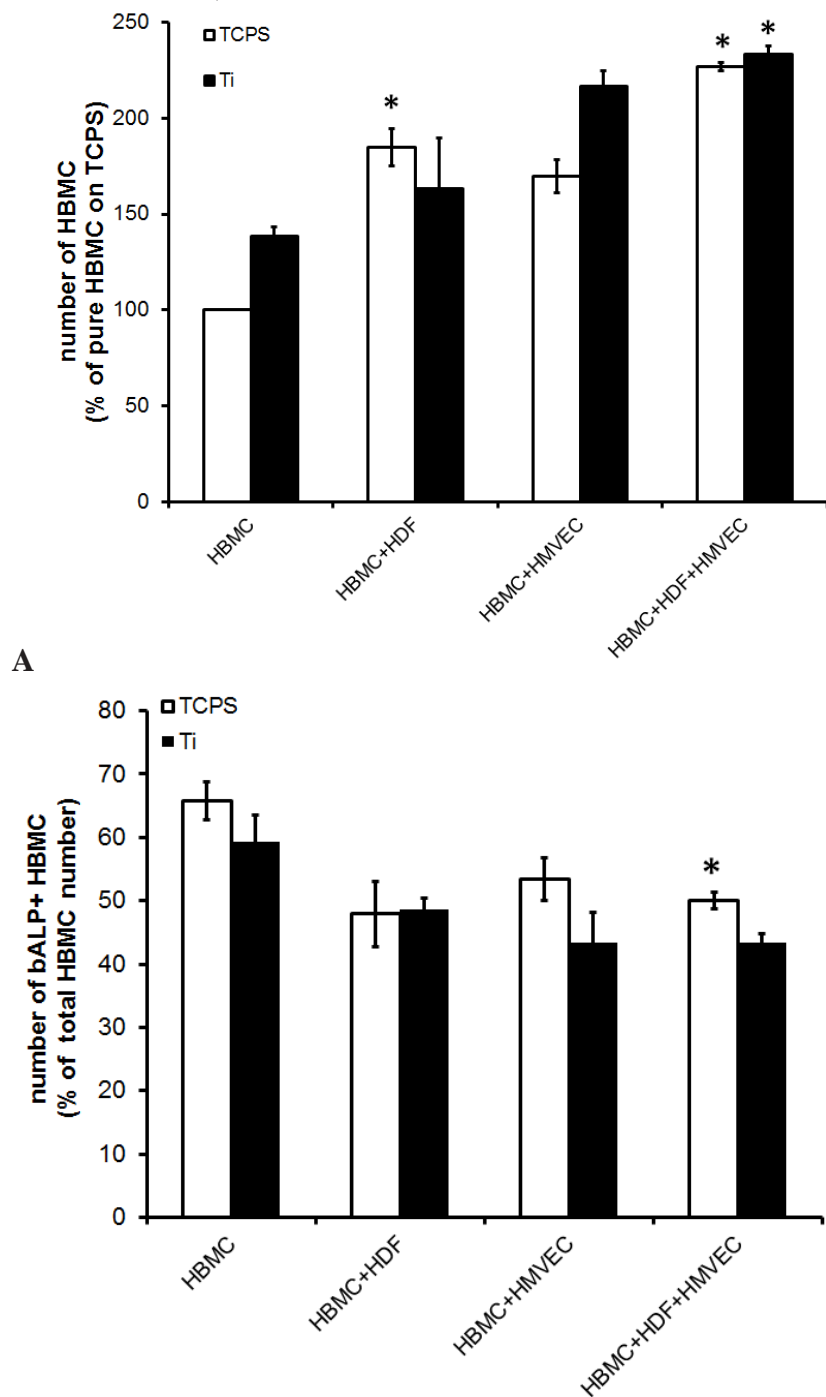 250
200
150
100
50
0
number of HBMC
(% of pure HBMC on TCPS)
TCPS
Ti
*
*
*
HBMC
HBMC+HDF
HBMC+HMVEC
HBMC+HDF+HMVEC
A
80
70
60
50
40
30
20
10
0
number of bALP+ HBMC
(% of total HBMC number)
TCPS
Ti
*
HBMC
HBMC+HDF
HBMC+HMVEC
HBMC+HDF+HMVEC